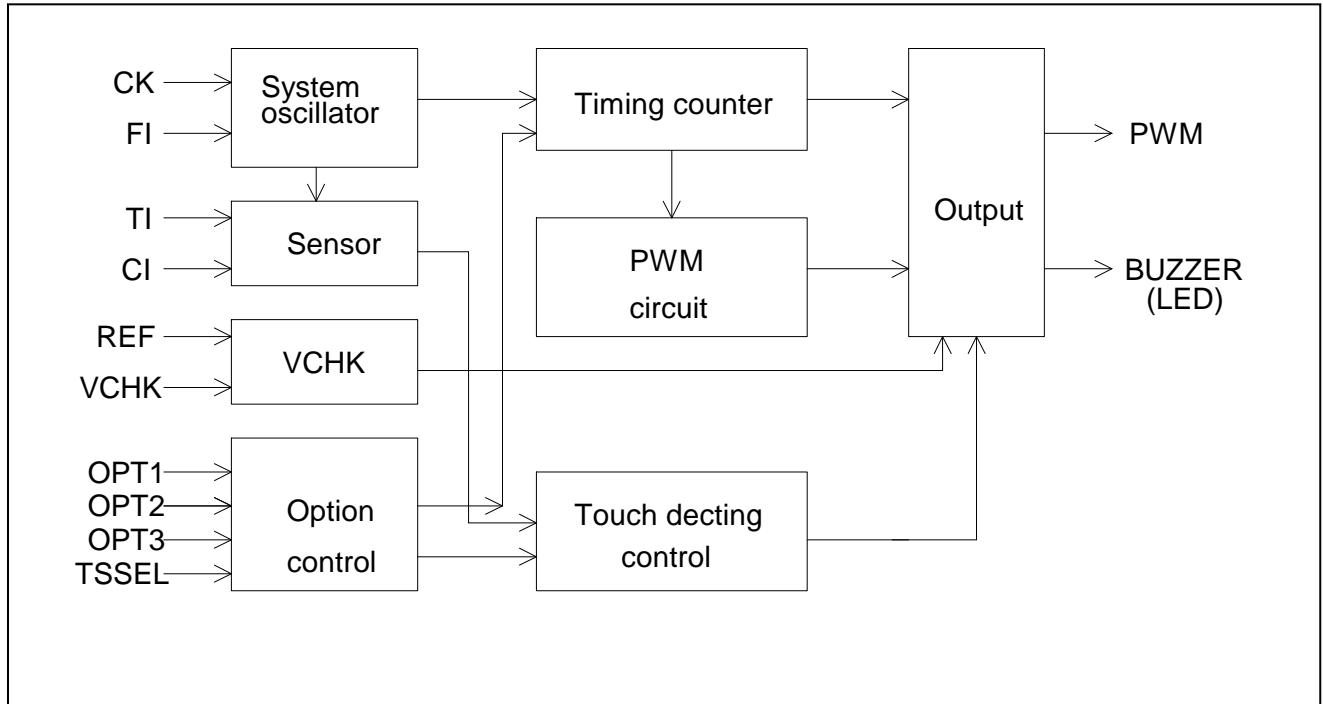 CK
FI
System
oscillator
Timing counter
PWM
TI
CI
Sensor
PWM
circuit
Output
BUZZER
(LED)
REF
VCHK
VCHK
OPT1
OPT2
OPT3
TSSEL
Option
control
Touch decting
control